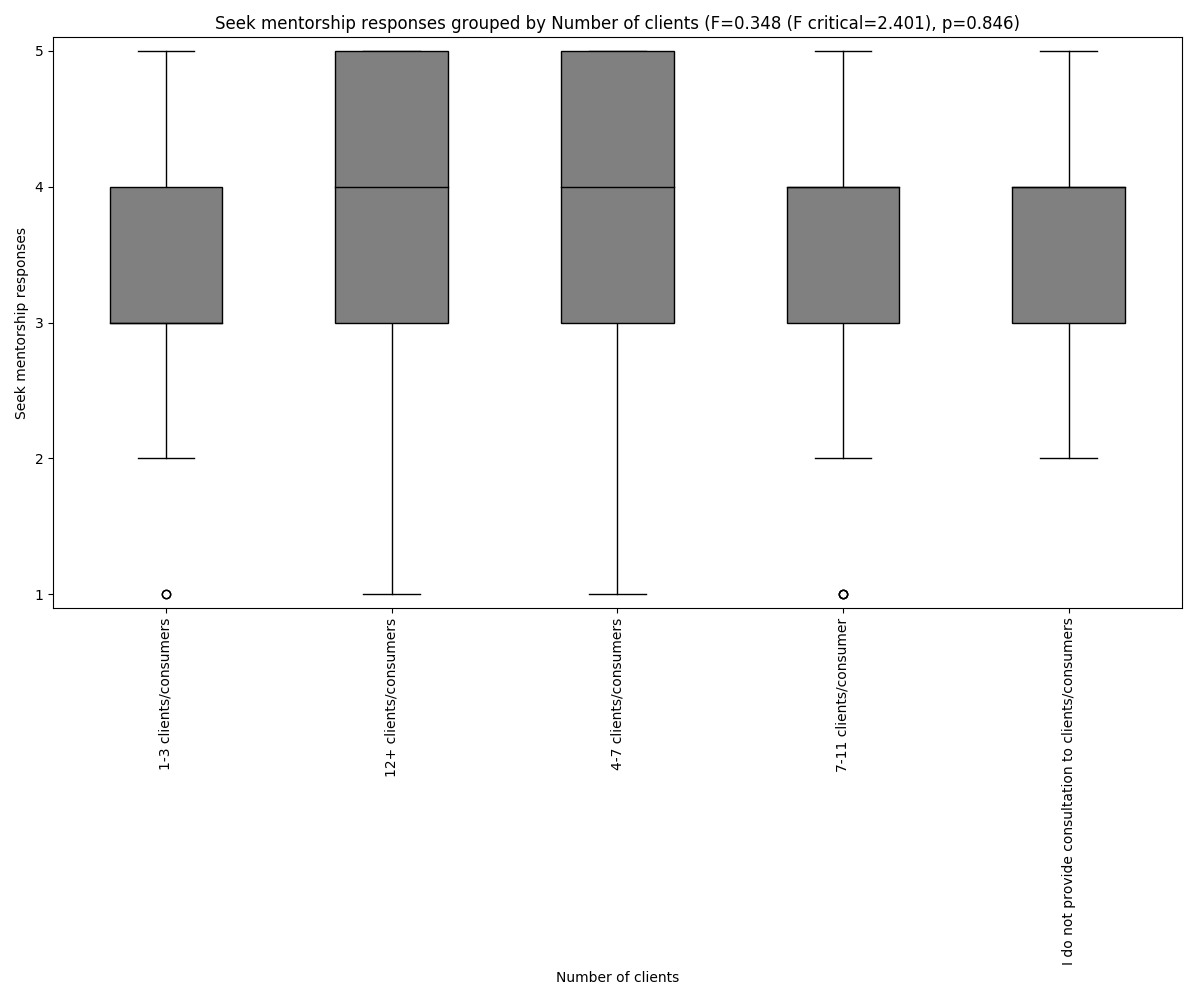 Seek mentorship responses grouped by Number of clients (F=0.348 (F critical=2.401), p=0.846)
Seek mentorship responses
5
4
3
2
1
1-3 clients/consumers
12+ clients/consumers
4-7 clients/consumers
7-11 clients/consumer
I do not provide consultation to clients/consumers
Number of clients